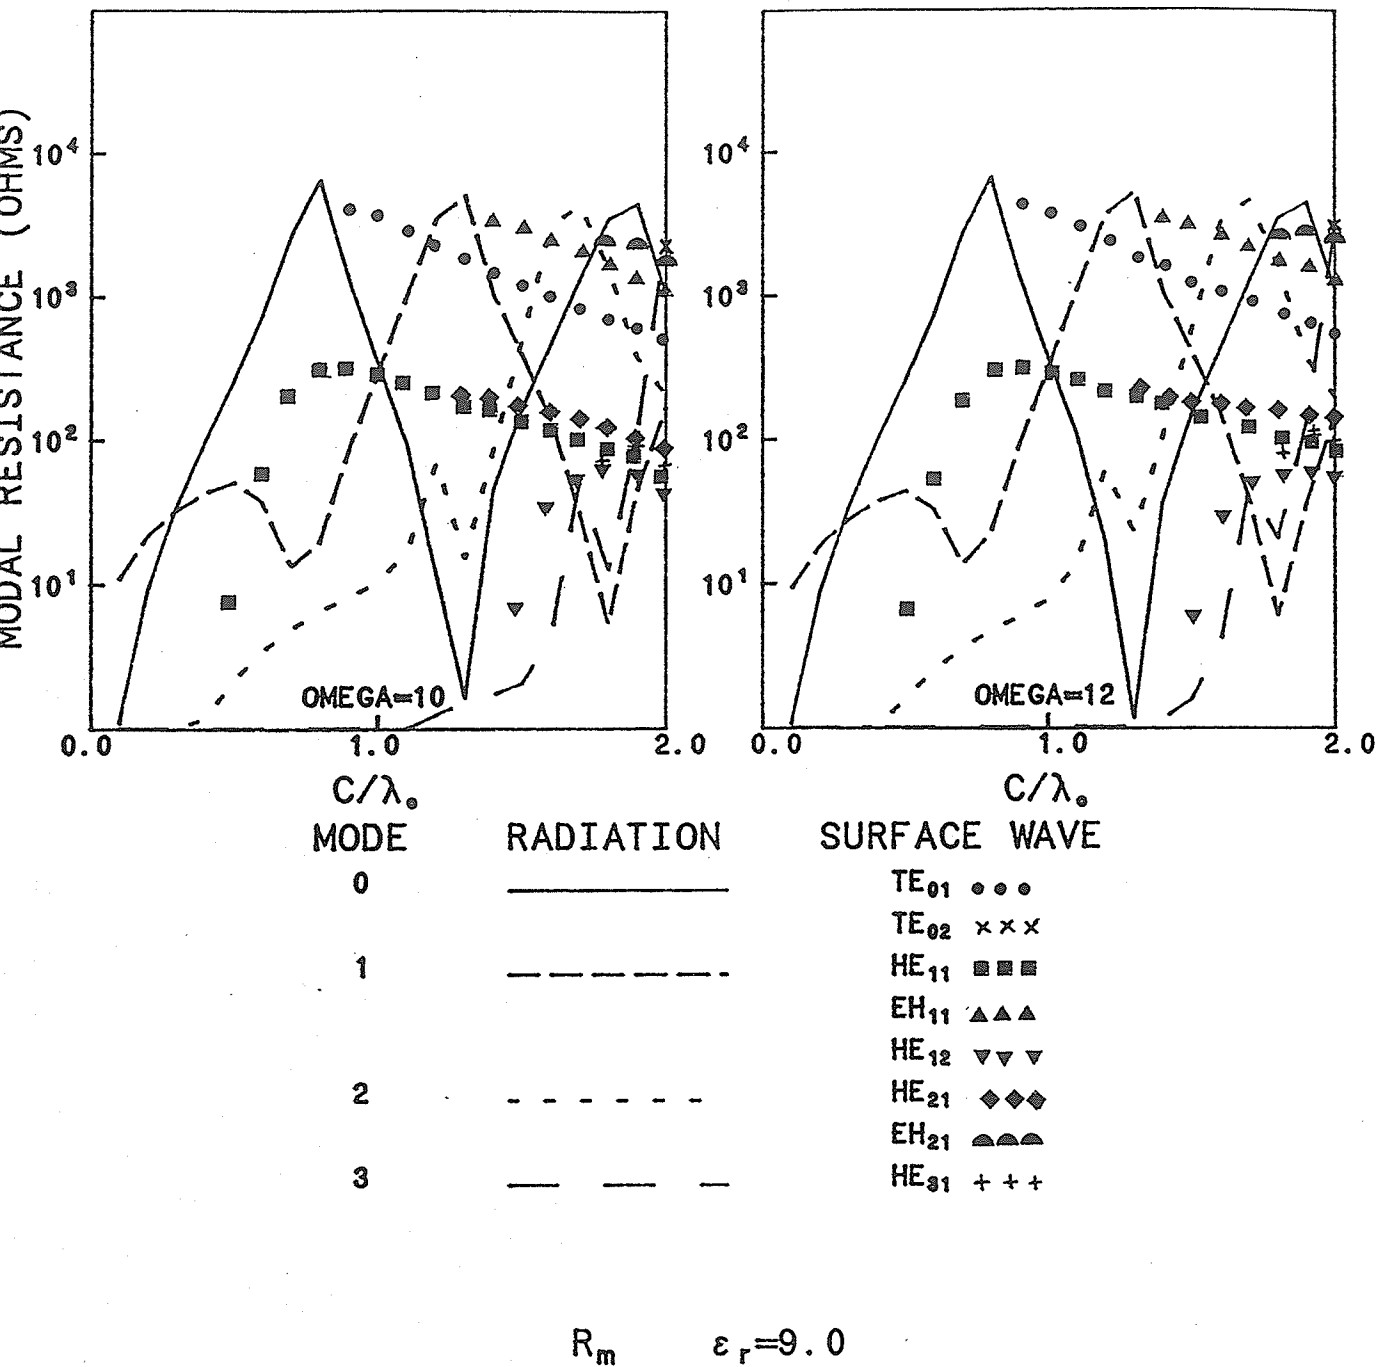 MODAL RESISTANCE (OHMS)
10⁴ 10⁴
10³ 10³
10² 10²
10¹ 10¹
OMEGA=10 OMEGA=12
0.0 1.0 2.0 0.0 1.0 2.0
C/λ₀ C/λ₀
MODE RADIATION SURFACE WAVE
0 TE₀₁
TE₀₂
1 HE₁₁
EH₁₁
HE₁₂
2 HE₂₁
EH₂₁
3 HE₃₁
Rₘ εᵣ=9.0